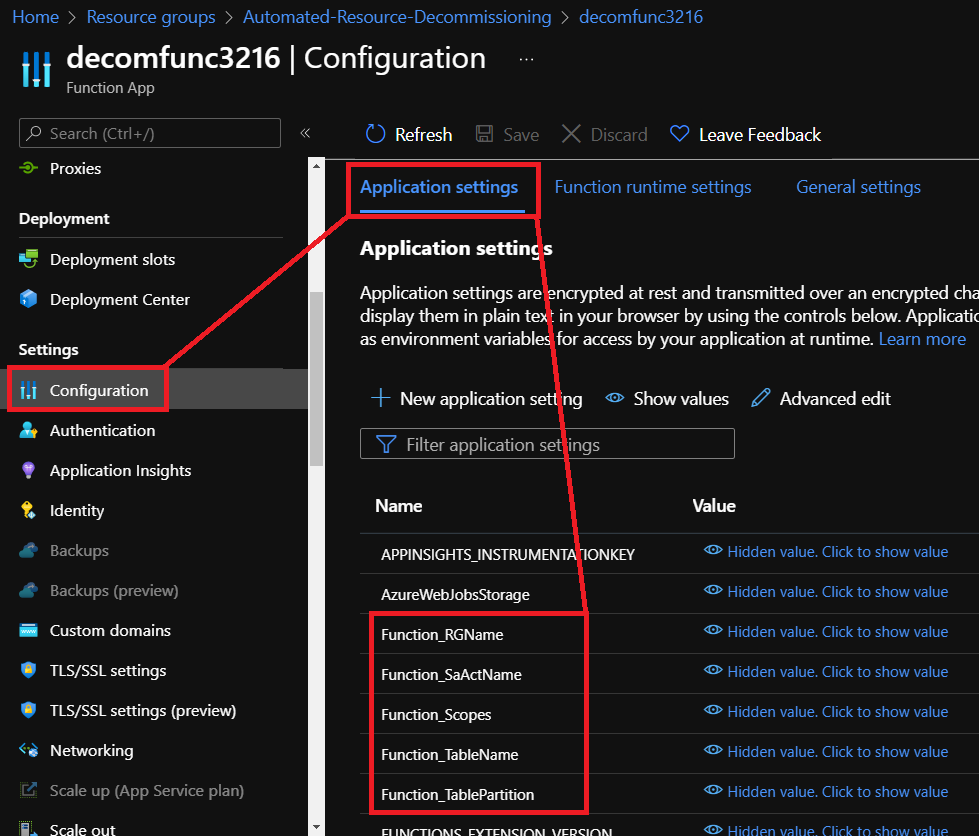 Home > Resource groups > Automated-Resource-Decommissioning > decomfunc3216
decomfunc3216 | Configuration ...
Function App
Search (Ctrl+/)
«
Refresh
Save
Discard
Leave Feedback
Proxies
Deployment
Deployment slots
Deployment Center
Settings
Configuration
Authentication
Application Insights
Identity
Backups
Backups (preview)
Custom domains
TLS/SSL settings
TLS/SSL settings (preview)
Networking
Scale up (App Service plan)
Scale out
Application settings
Function runtime settings
General settings
Application settings
Application settings are encrypted at rest and transmitted over an encrypted cha
display them in plain text in your browser by using the controls below. Applicatio
as environment variables for access by your application at runtime. Learn more
New application setting
Show values
Advanced edit
Filter application settings
Name Value
APPINSIGHTS_INSTRUMENTATIONKEY Hidden value. Click to show value
AzureWebJobsStorage Hidden value. Click to show value
Function_RGName Hidden value. Click to show value
Function_SaActName Hidden value. Click to show value
Function_Scopes Hidden value. Click to show value
Function_TableName Hidden value. Click to show value
Function_TablePartition Hidden value. Click to show value
FUNCTIONS_EXTENSION_VERSION Hidden value. Click to show value